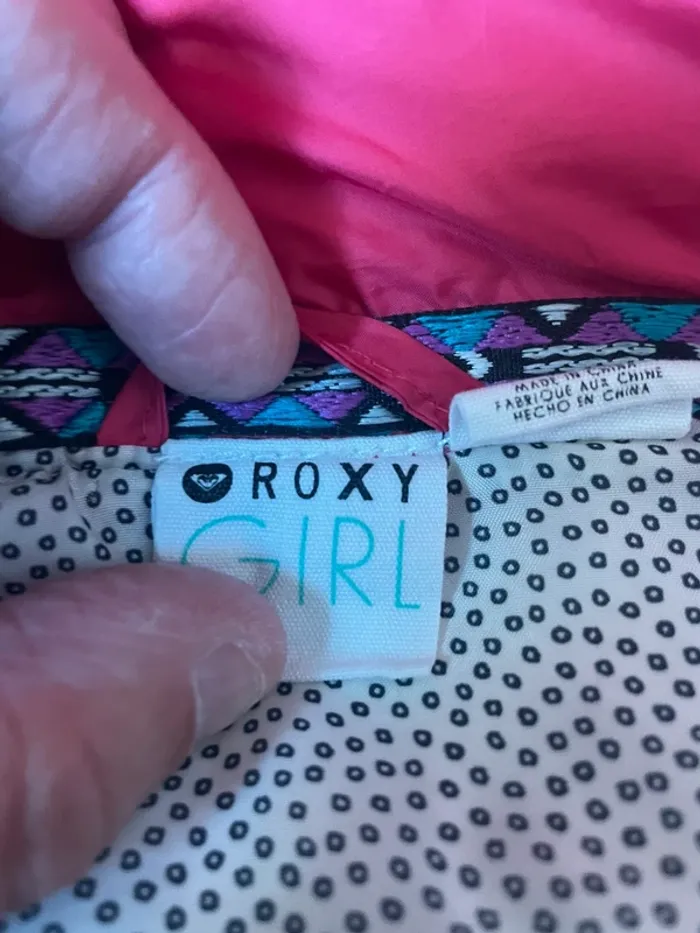 ROXY
GIRL
MADE IN CHINA
FABRIQUE AUX CHINE
HECHO EN CHINA